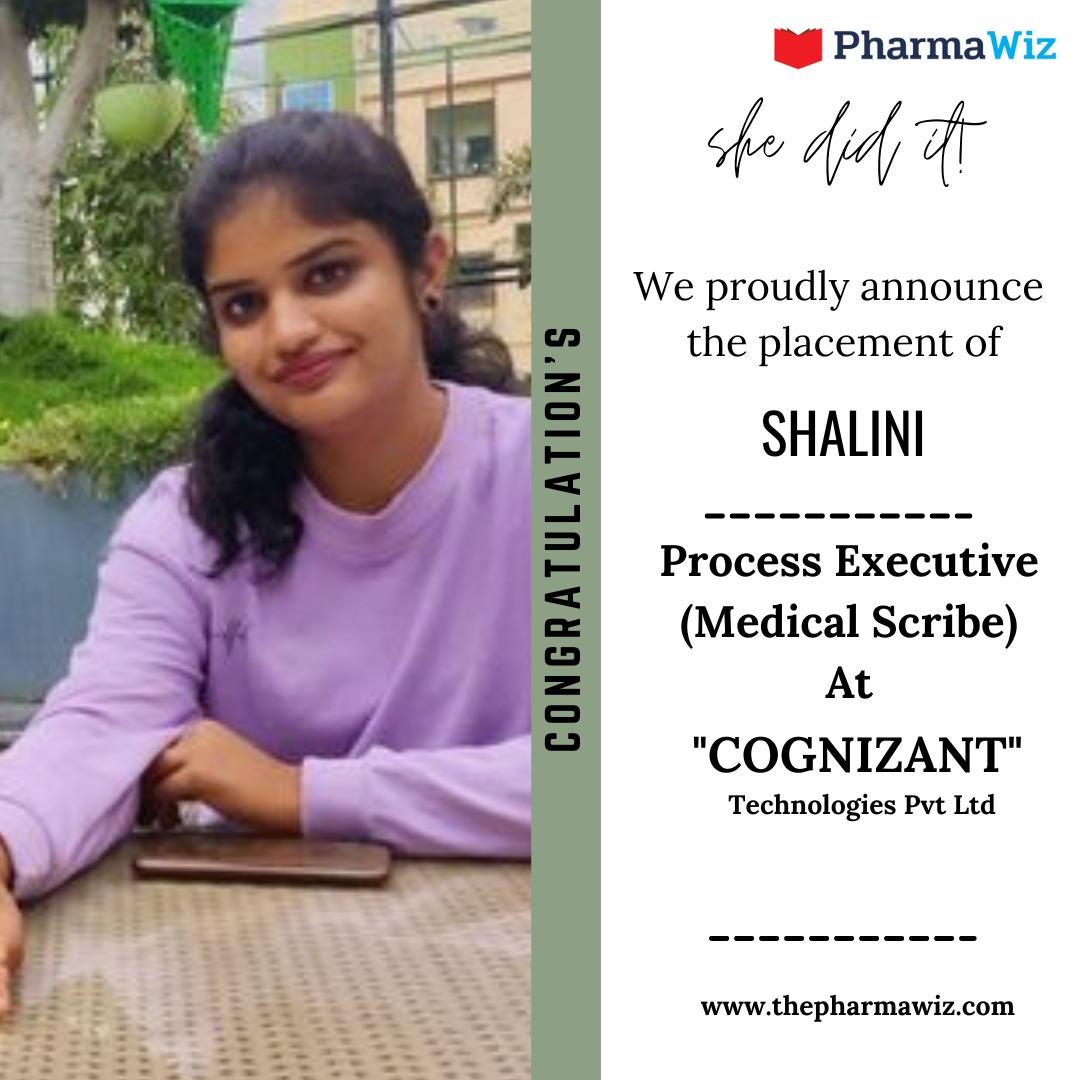 PharmaWiz
she did it!
CONGRATULATION'S
We proudly announce
the placement of
SHALINI
Process Executive
(Medical Scribe)
At
"COGNIZANT"
Technologies Pvt Ltd
www.thepharmawiz.com